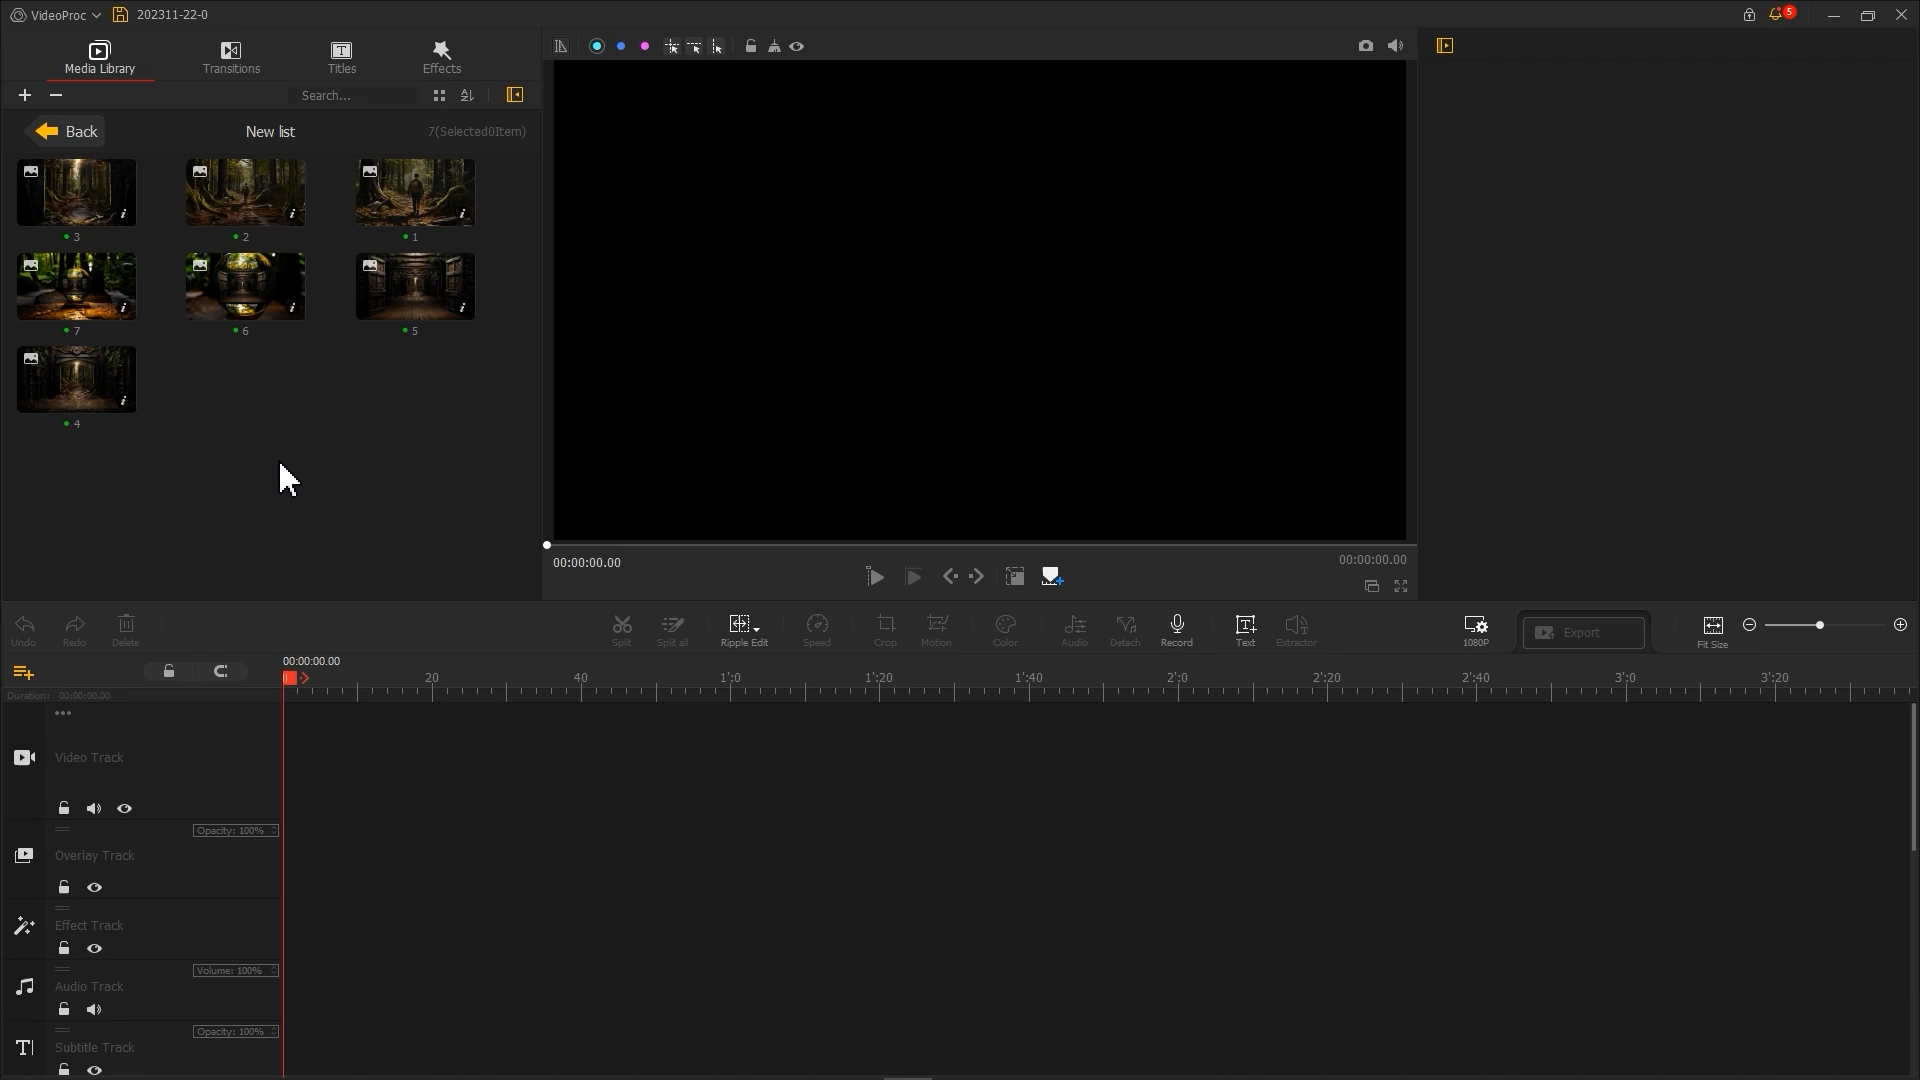 VideoProc 202311-22-0 5
Media Library Transitions Titles Effects
Search...
Back New list 7(Selected0Item)
3 2 1
7 6 5
4
00:00:00.00 00:00:00.00
Undo Redo Delete Split Split all Ripple Edit Speed Crop Motion Color Audio Detach Record Text Extractor 1080P Export Fit Size
00:00:00.00
20 40 1':0 1':20 1':40 2':0 2':20 2':40 3':0 3':20
Duration: 00:00:00.00
Video Track
Opacity: 100%
Overlay Track
Effect Track
Volume: 100%
Audio Track
Opacity: 100%
Subtitle Track